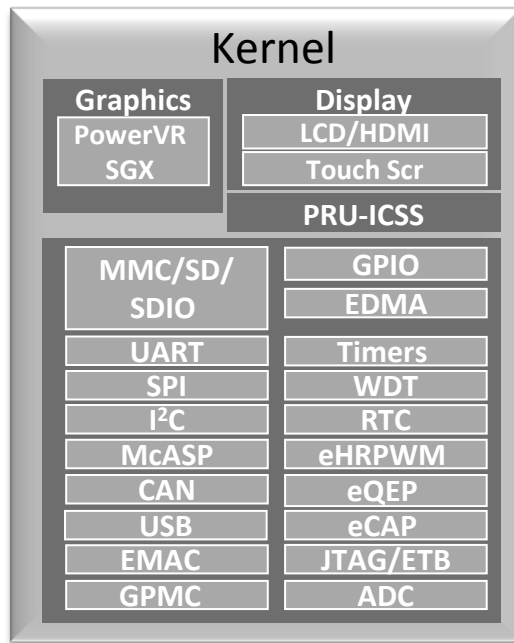 Kernel
Graphics
PowerVR
SGX
Display
LCD/HDMI
Touch Scr
PRU-ICSS
MMC/SD/
SDIO
UART
SPI
I²C
McASP
CAN
USB
EMAC
GPMC
GPIO
EDMA
Timers
WDT
RTC
eHRPWM
eQEP
eCAP
JTAG/ETB
ADC